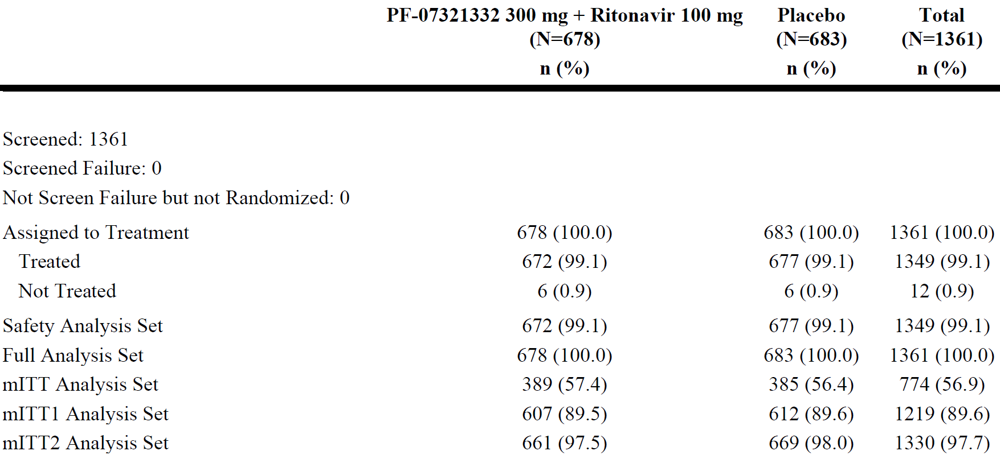 PF-07321332 300 mg + Ritonavir 100 mg Placebo Total
(N=678) (N=683) (N=1361)
n (%) n (%) n (%)
Screened: 1361
Screened Failure: 0
Not Screen Failure but not Randomized: 0
Assigned to Treatment 678 (100.0) 683 (100.0) 1361 (100.0)
Treated 672 (99.1) 677 (99.1) 1349 (99.1)
Not Treated 6 (0.9) 6 (0.9) 12 (0.9)
Safety Analysis Set 672 (99.1) 677 (99.1) 1349 (99.1)
Full Analysis Set 678 (100.0) 683 (100.0) 1361 (100.0)
mITT Analysis Set 389 (57.4) 385 (56.4) 774 (56.9)
mITT1 Analysis Set 607 (89.5) 612 (89.6) 1219 (89.6)
mITT2 Analysis Set 661 (97.5) 669 (98.0) 1330 (97.7)